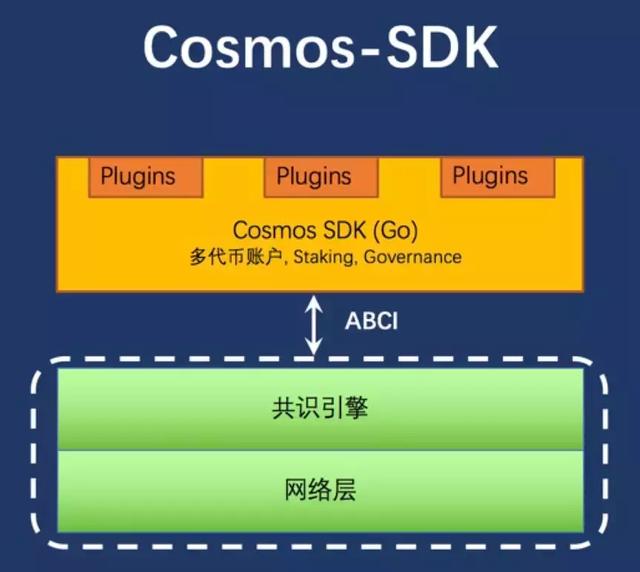 Cosmos-SDK
Plugins Plugins Plugins
Cosmos SDK (Go)
多代币账户, Staking, Governance
ABCI
共识引擎
网络层